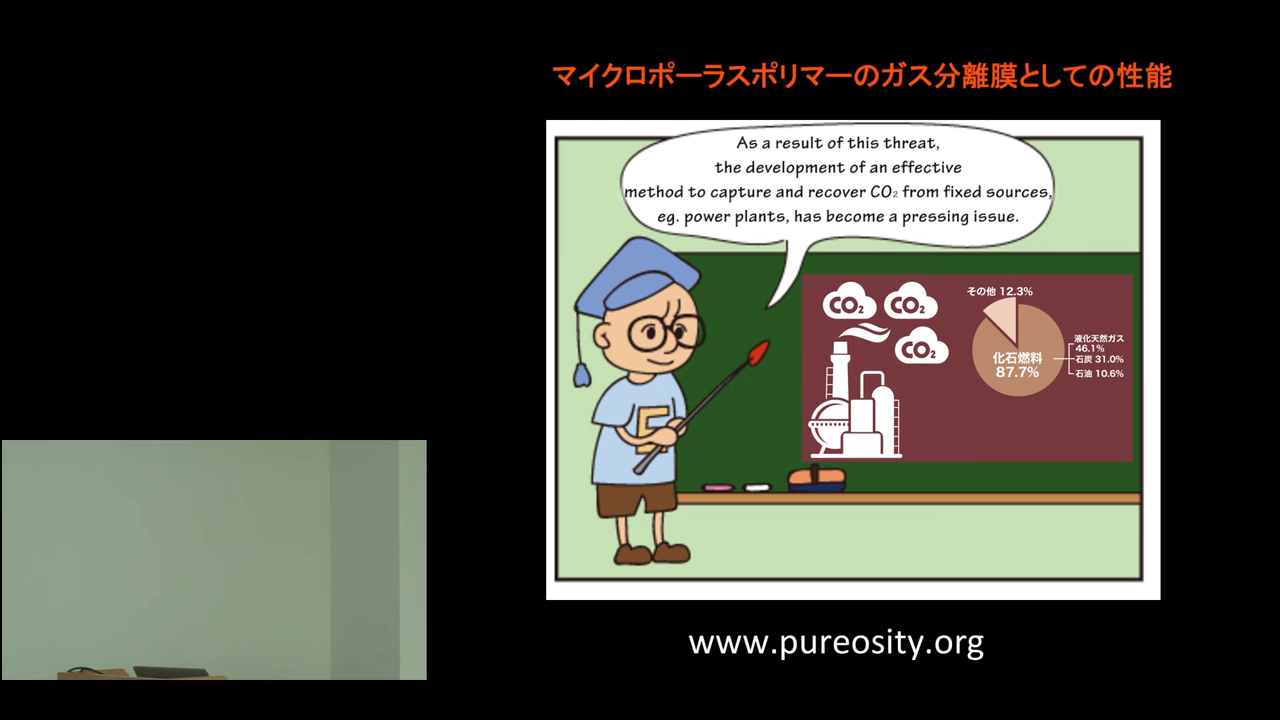 マイクロポーラスポリマーのガス分離膜としての性能
As a result of this threat,
the development of an effective
method to capture and recover CO₂ from fixed sources,
eg. power plants, has become a pressing issue.
CO₂
CO₂
CO₂
その他 12.3%
化石燃料
87.7%
液化天然ガス
46.1%
石炭 31.0%
石油 10.6%
E
www.pureosity.org